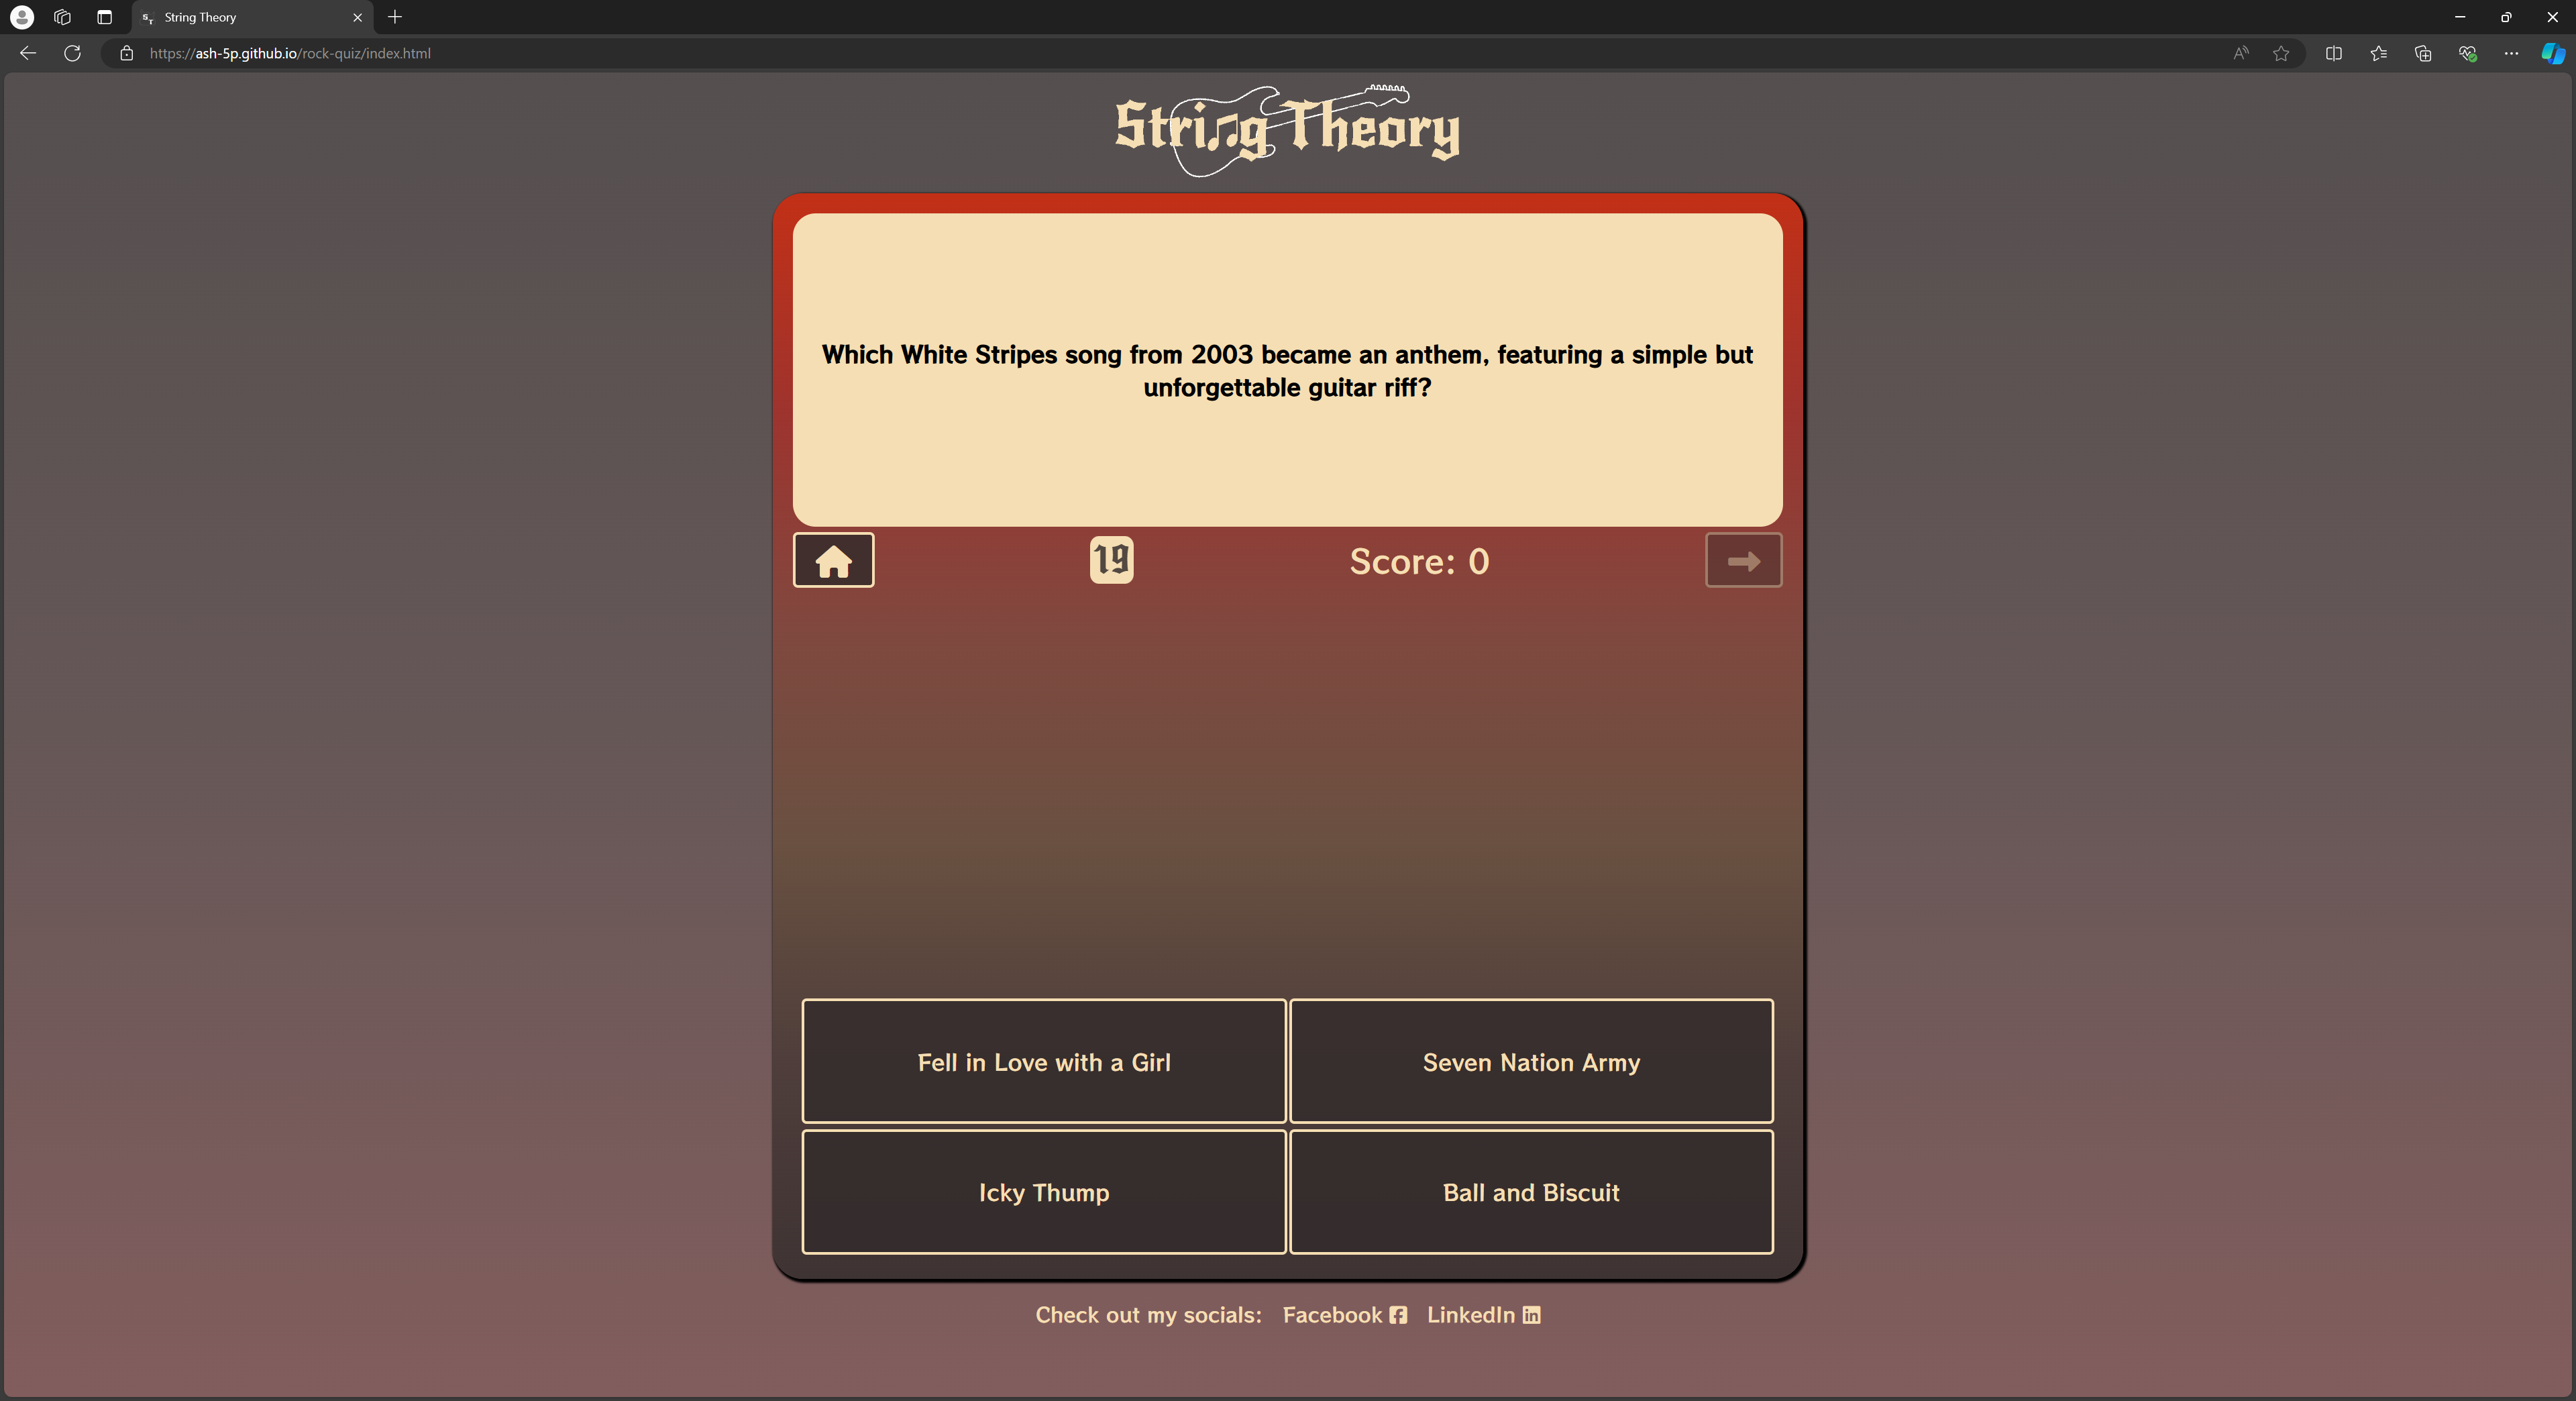 String Theory
https://ash-5p.github.io/rock-quiz/index.html
String Theory
Which White Stripes song from 2003 became an anthem, featuring a simple but
unforgettable guitar riff?
19
Score: 0
Fell in Love with a Girl
Seven Nation Army
Icky Thump
Ball and Biscuit
Check out my socials: Facebook LinkedIn